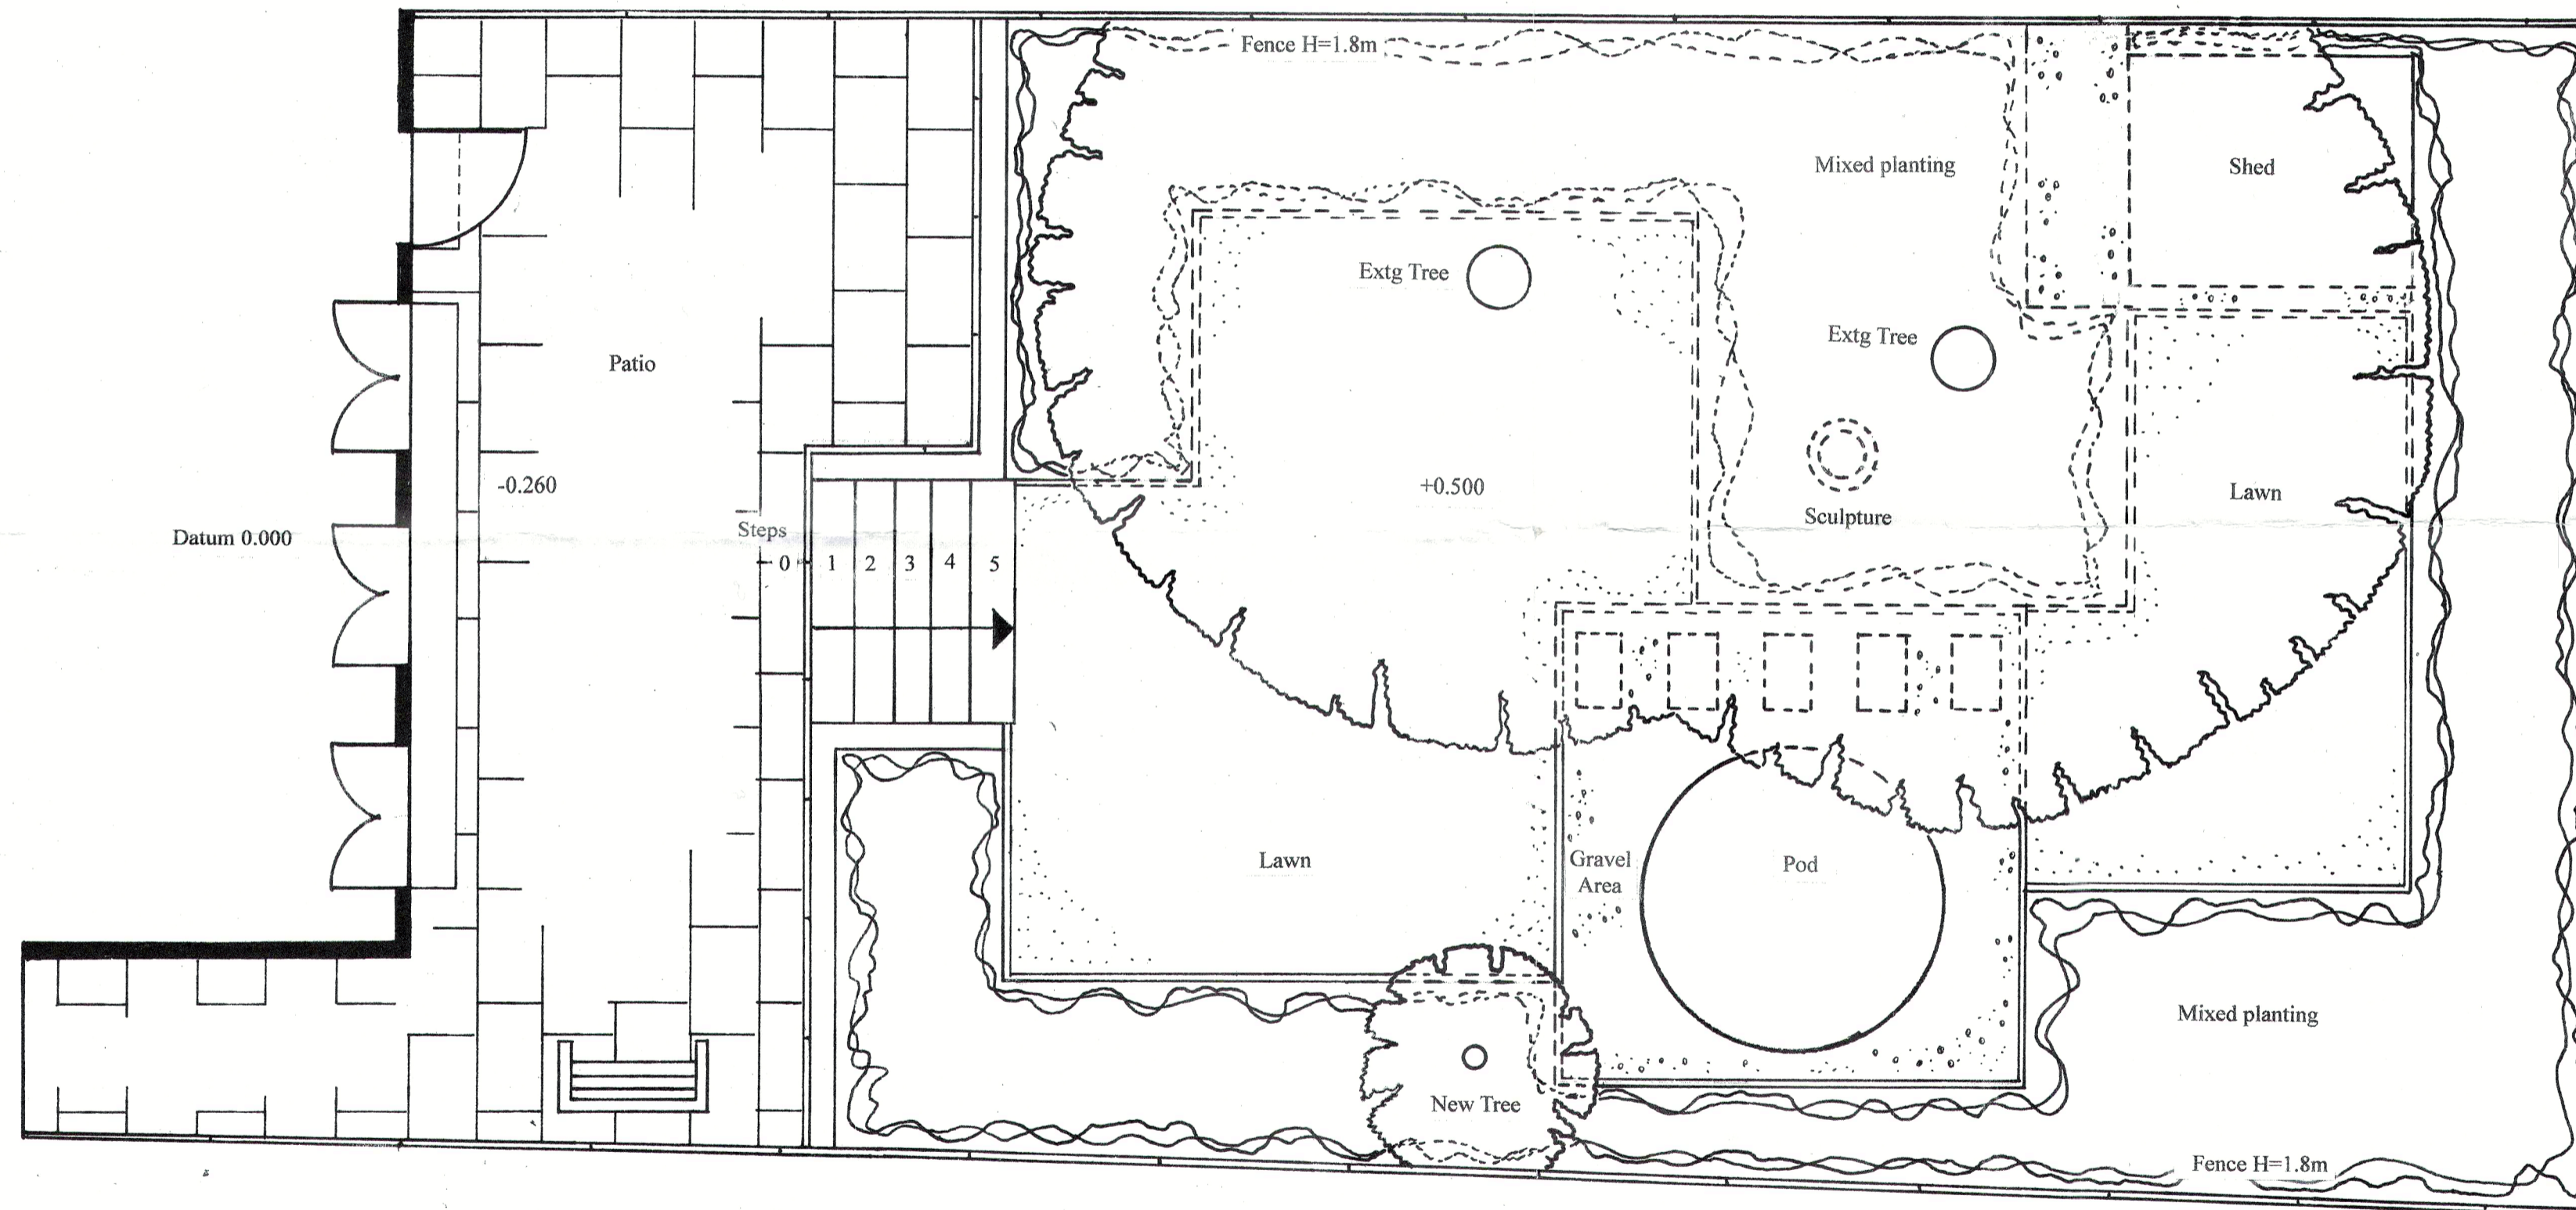 Fence H=1.8m
Mixed planting
Shed
Extg Tree
Extg Tree
Patio
-0.260
+0.500
Lawn
Sculpture
Datum 0.000
Steps
0 1 2 3 4 5
Lawn
Gravel
Area
Pod
Mixed planting
New Tree
Fence H=1.8m